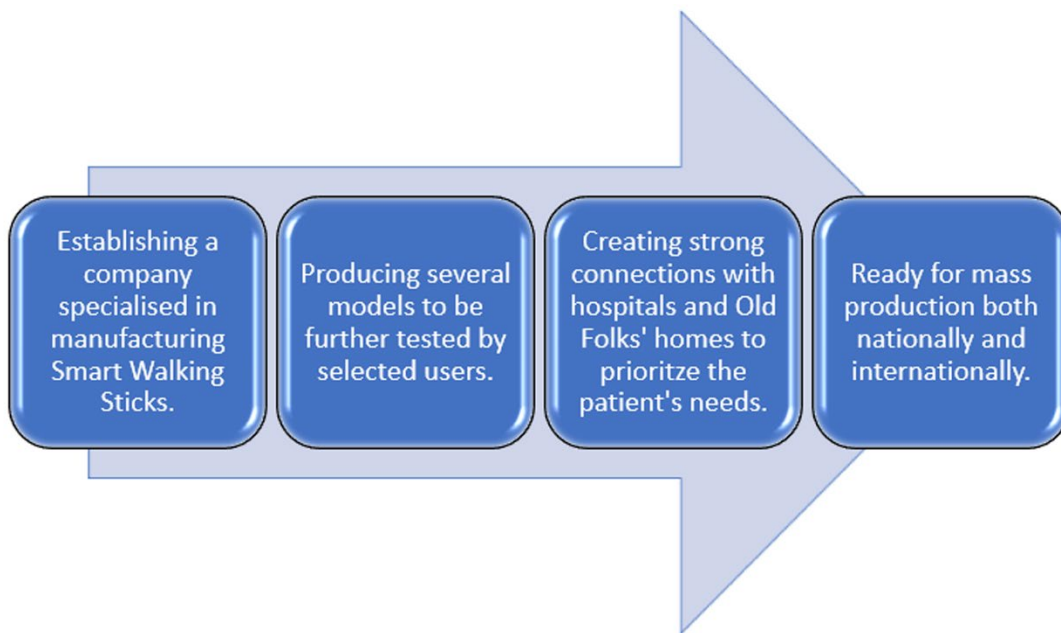 Establishing a
company
specialised in
manufacturing
Smart Walking
Sticks.
Producing several
models to be
further tested by
selected users.
Creating strong
connections with
hospitals and Old
Folks' homes to
prioritze the
patient's needs.
Ready for mass
production both
nationally and
internationally.